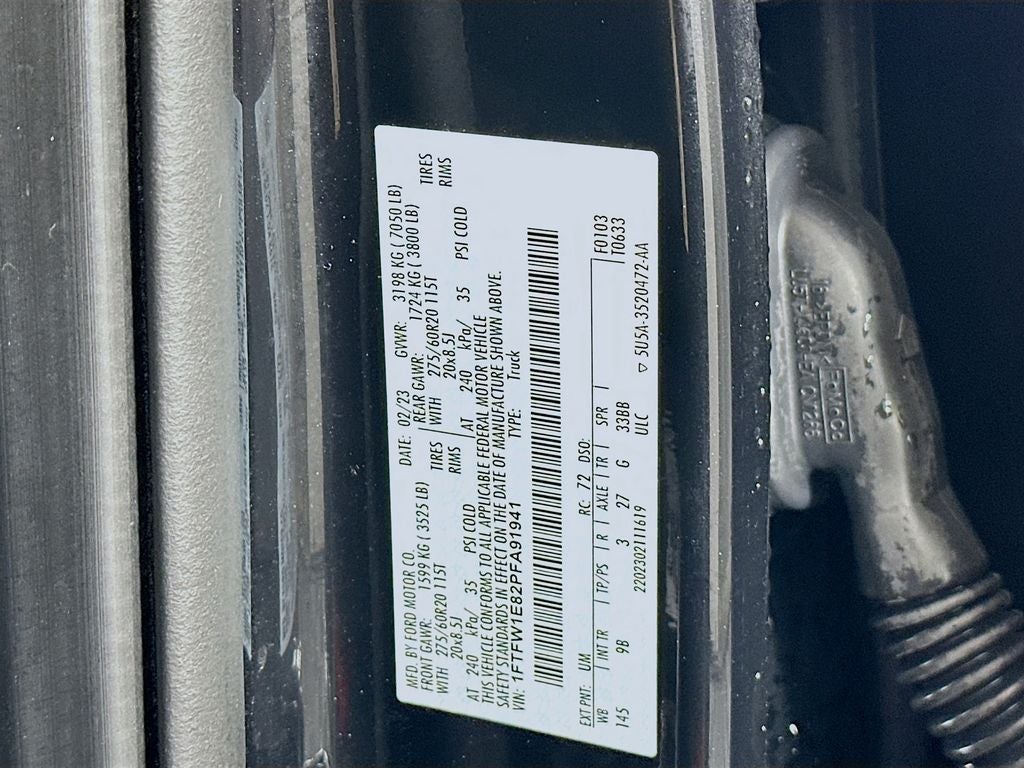 MFD. BY FORD MOTOR CO. DATE: 02/23 GVWR: 3198 KG ( 7050 LB)
FRONT GAWR: 1599 KG ( 3525 LB) REAR GAWR: 1724 KG ( 3800 LB)
WITH 275/60R20 115T TIRES WITH 275/60R20 115T TIRES
20x8.5J RIMS 20x8.5J RIMS
AT 240 kPa/ 35 PSI COLD AT 240 kPa/ 35 PSI COLD
THIS VEHICLE CONFORMS TO ALL APPLICABLE FEDERAL MOTOR VEHICLE
SAFETY STANDARDS IN EFFECT ON THE DATE OF MANUFACTURE SHOWN ABOVE.
VIN: 1FTFW1E82PFA91941 TYPE: Truck
EXT PNT: UM RC: 72 DSO: F0103
WB INTR TP/PS R AXLE TR SPR T0633
145 9B 3 27 G 33BB
2202302111619 ULC ▽ 5U5A-3520472-AA
FoMoCo